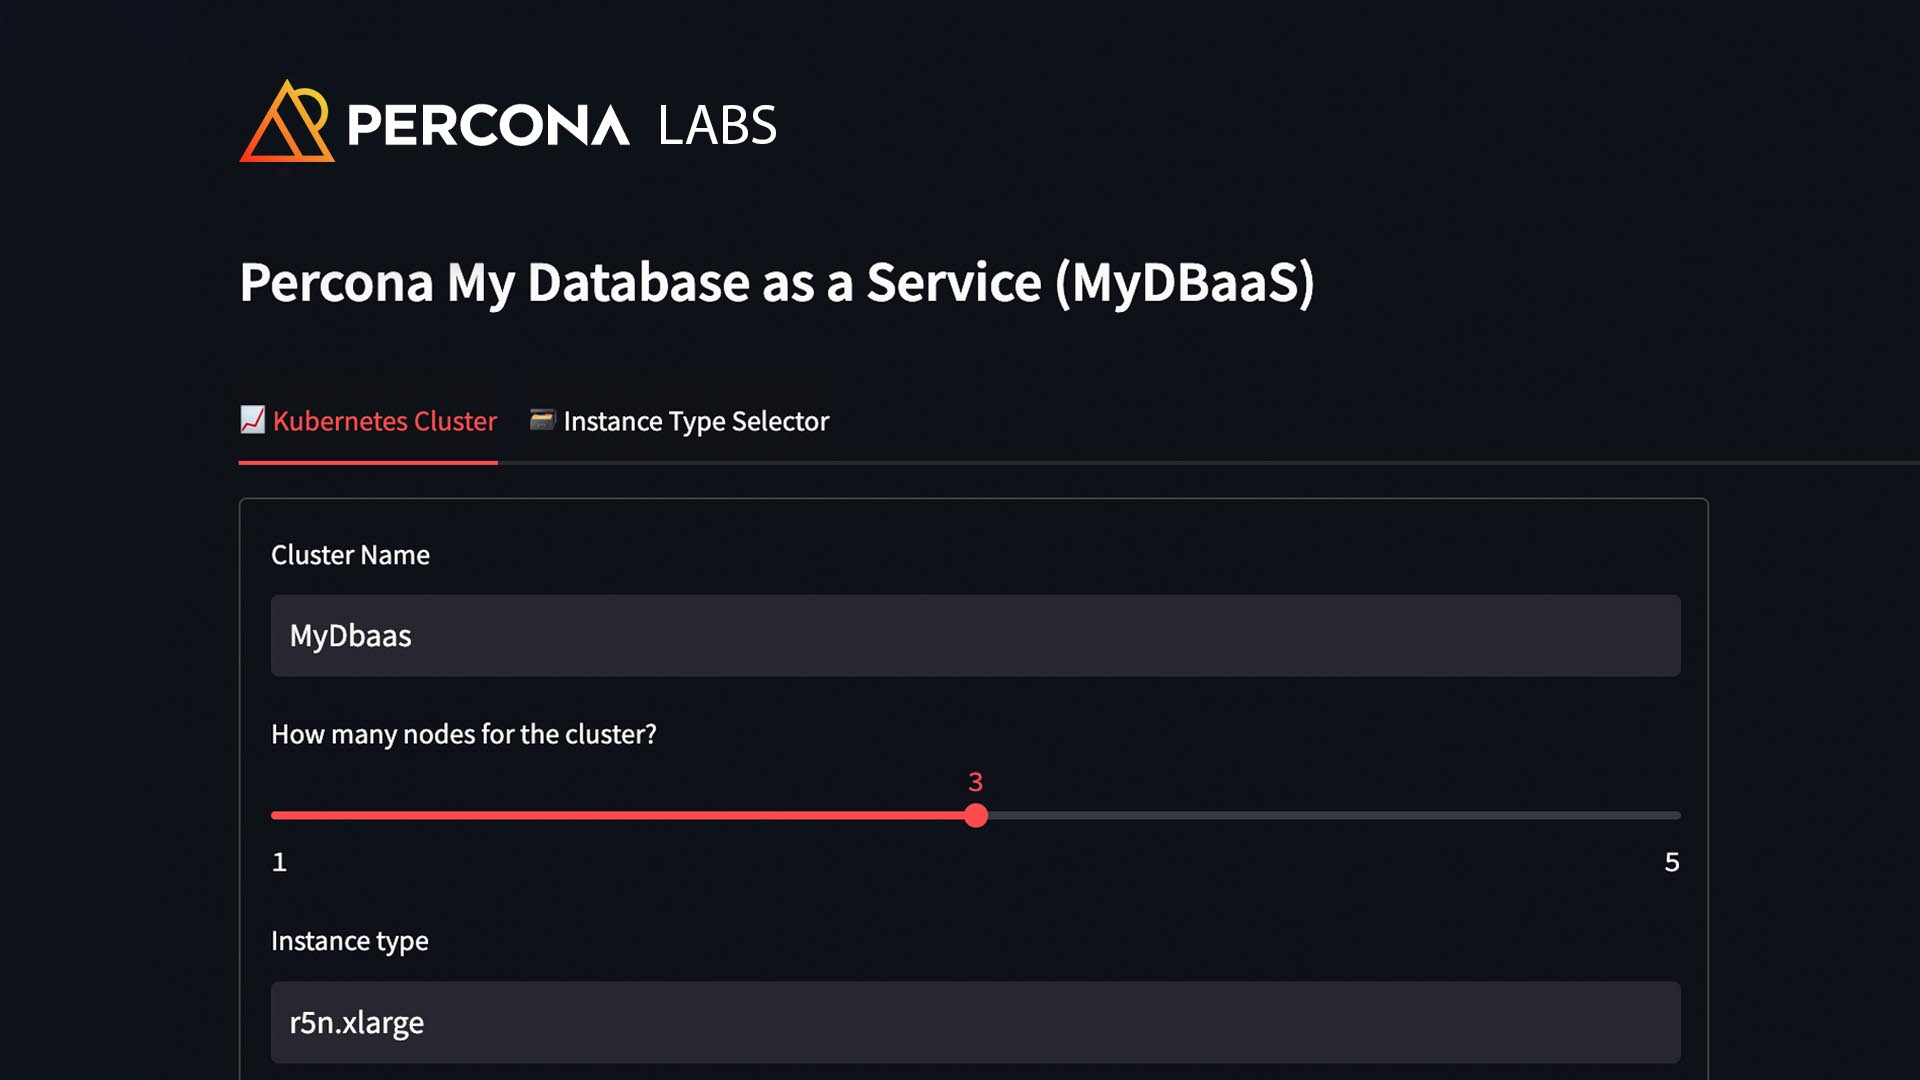 PERCONA LABS
Percona My Database as a Service (MyDBaaS)
Kubernetes Cluster Instance Type Selector
Cluster Name
MyDbaas
How many nodes for the cluster?
3
1 5
Instance type
r5n.xlarge